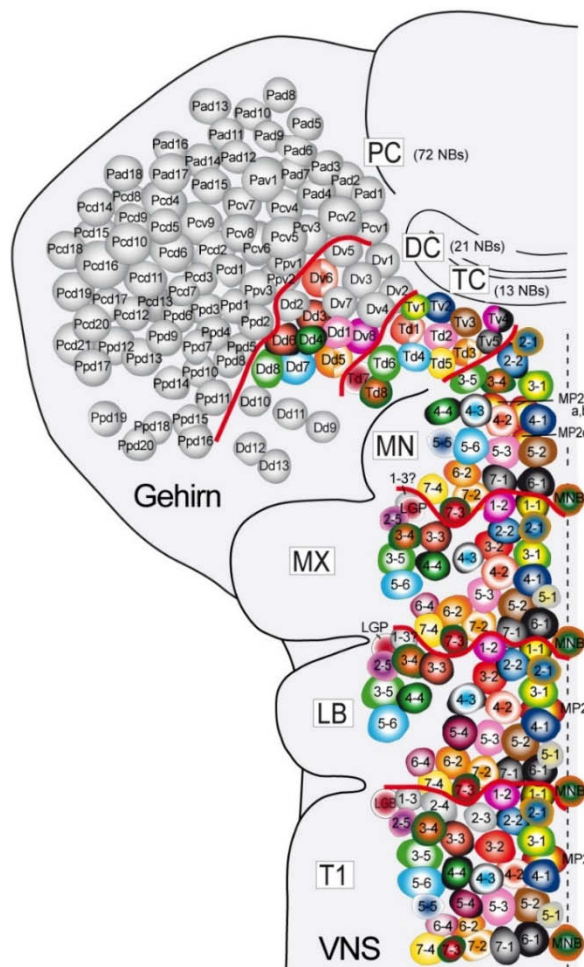 Pad8
Pad13
Pad10
Pad11 Pad9 Pad5
Pad16 Pad12 Pad6
Pad14 Pad7 Pad3
Pad18 Pad17 Pad15 Pav1 Pad4 Pad2 Pad1
PC (72 NBs)
Pcd8 Pcd4 Pcv7 Pcv4
Pcd14 Pcd9 Pcd5 Pcv9 Pcv2
Pcd15 Pcv8 Pcv5 Pcv3 Pcv1
Pcd18 Pcd10 Pcd6 Pcd2 Pcv6
DC (21 NBs)
Pcd16 Pcd11 Pcd7 Pcd3 Pcd1 Ppv1 Dv5 Dv1
Ppv2 Dv6 Dv3
TC (13 NBs)
Pcd19 Pcd17 Pcd13 Ppd3 Ppv3 Dd2 Dv2
Pcd12 Ppd6 Ppd1 Dd3 Dv7 Dv4 Tv1 Tv2
Pcd20 Ppd9 Ppd4 Ppd2 Dd1 Td1 Tv3 Tv4
Pcd21 Ppd12 Ppd7 Ppd5 Dd6 Dd4 Dv8 Td2 Tv5 2-1
Ppd17 Ppd13 Ppd10 Ppd8 Dd8 Dd7 Dd5 Td6 Td4 Td5 Td3 2-2
Ppd14 Td7 3-5 3-4 3-1
Ppd11 Dd10 Td8
Ppd19 Ppd15 Dd11 4-4 4-3 4-2 4-1 MP2
Ppd18 Dd9
Ppd20 Ppd16 Dd12
Dd13
MN
5-5 5-6 5-3 5-2
Gehirn
1-3? 7-4 6-2 7-2 7-1 6-1
LGP 7-3 1-2 1-1 MNB
2-5 3-4 3-3 2-2 2-1
MX
3-5 4-4 4-3 3-2 3-1
5-6 4-2 4-1
5-3 5-2 5-1
6-4 6-2
LGP 1-3? 7-4 7-3 7-2 7-1 6-1 MNB
2-5 3-4 3-3 1-2 1-1
2-2 2-1
3-5 4-4 3-2 3-1
LB
5-6 4-3 4-2 4-1 MP2
5-4 5-3 5-2 5-1
6-4 6-2
7-4 7-3 7-2 7-1 6-1
LGB 1-3 2-4 1-2 1-1 MNB
2-5 3-4 3-3 2-3 2-2 2-1
3-5 3-2 3-1
T1
5-6 4-4 4-3 4-2 4-1 MP2
5-5 5-4 5-3 5-2 5-1
6-4 6-2
VNS
7-4 7-3 7-2 7-1 6-1 MNB